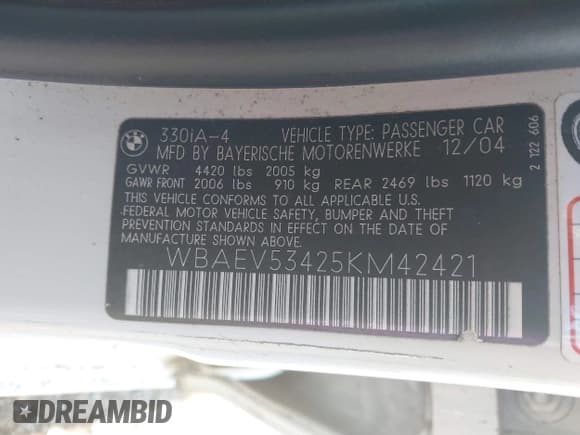 330iA-4 VEHICLE TYPE: PASSENGER CAR
MFD BY BAYERISCHE MOTORENWERKE 12/04
GVWR 4420 lbs 2005 kg
GAWR FRONT 2006 lbs 910 kg REAR 2469 lbs 1120 kg
THIS VEHICLE CONFORMS TO ALL APPLICABLE U.S.
FEDERAL MOTOR VEHICLE SAFETY, BUMPER AND THEFT
PREVENTION STANDARDS IN EFFECT ON THE DATE OF
MANUFACTURE SHOWN ABOVE.
WBAEV53425KM42421
2 122 606
DREAMBID